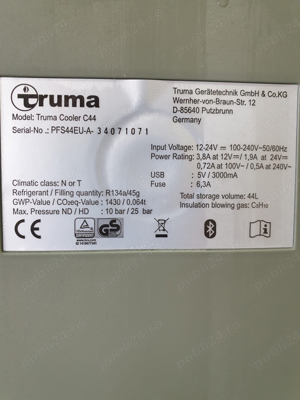 truma
Model: Truma Cooler C44
Serial-No.: PFS44EU-A-34071071
Truma Gerätetechnik GmbH & Co.KG
Wernher-von-Braun-Str. 12
D-85640 Putzbrunn
Germany
Input Voltage: 12-24V ⎓ 100-240V~50/60Hz
Power Rating: 3,8A at 12V⎓/ 1,9A at 24V⎓
0,72A at 100V~ / 0,5A at 240V~
USB : 5V / 3000mA
Fuse : 6,3A
Climatic class: N or T
Refrigerant / Filling quantity: R134a/45g
GWP-Value / COeq-Value : 1430 / 0.064t
Max. Pressure ND / HD : 10 bar / 25 bar
Total storage volume: 44L
Insulation blowing gas: C₅H₁₀
CE
TÜV
GS